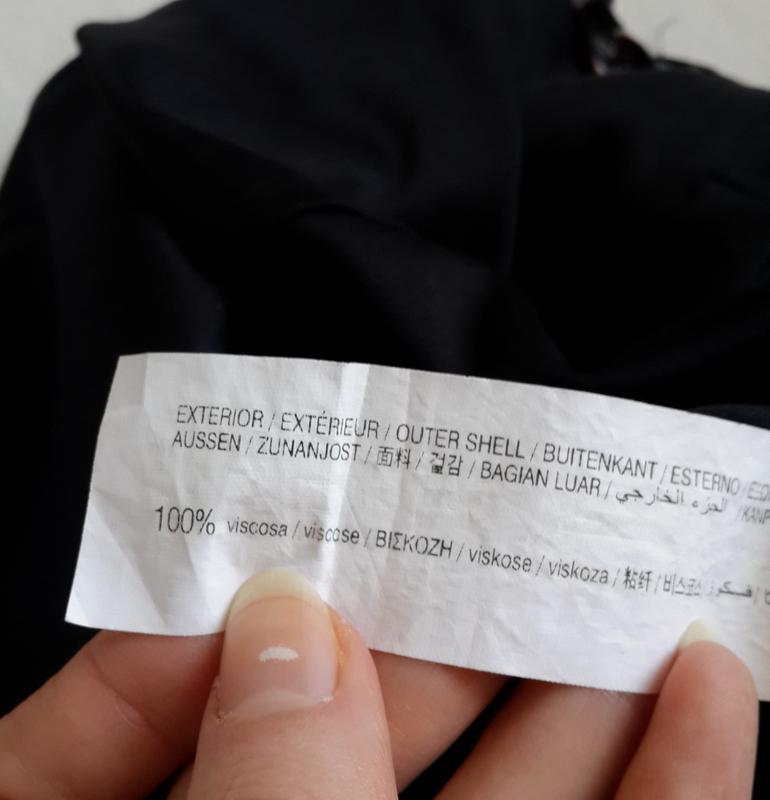 EXTERIOR / EXTÉRIEUR / OUTER SHELL / BUITENKANT / ESTERNO /
AUSSEN / ZUNANJOST / 面料 / 겉감 / BAGIAN LUAR / الجزء الخارجي /
100% viscosa / viscose / ΒΙΣΚΟΖΗ / viskose / viskoza / 粘纤 /